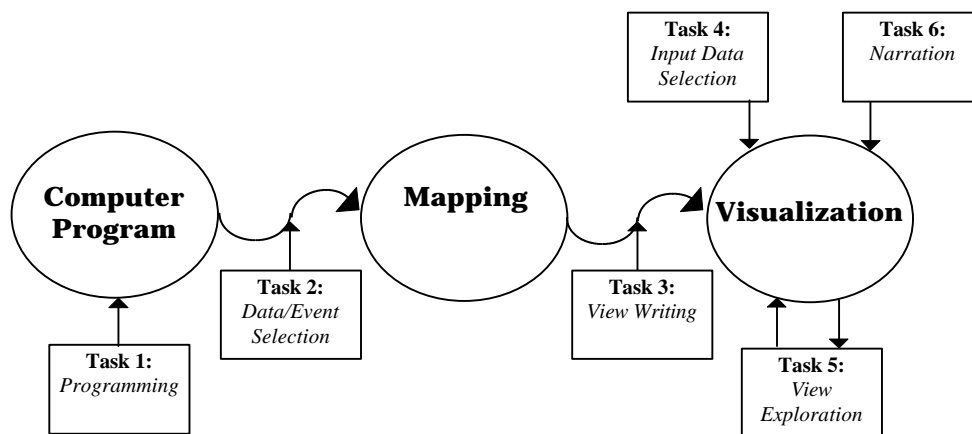 Task 4:
Input Data
Selection
Task 6:
Narration
Computer
Program
Mapping
Visualization
Task 2:
Data/Event
Selection
Task 3:
View Writing
Task 1:
Programming
Task 5:
View
Exploration